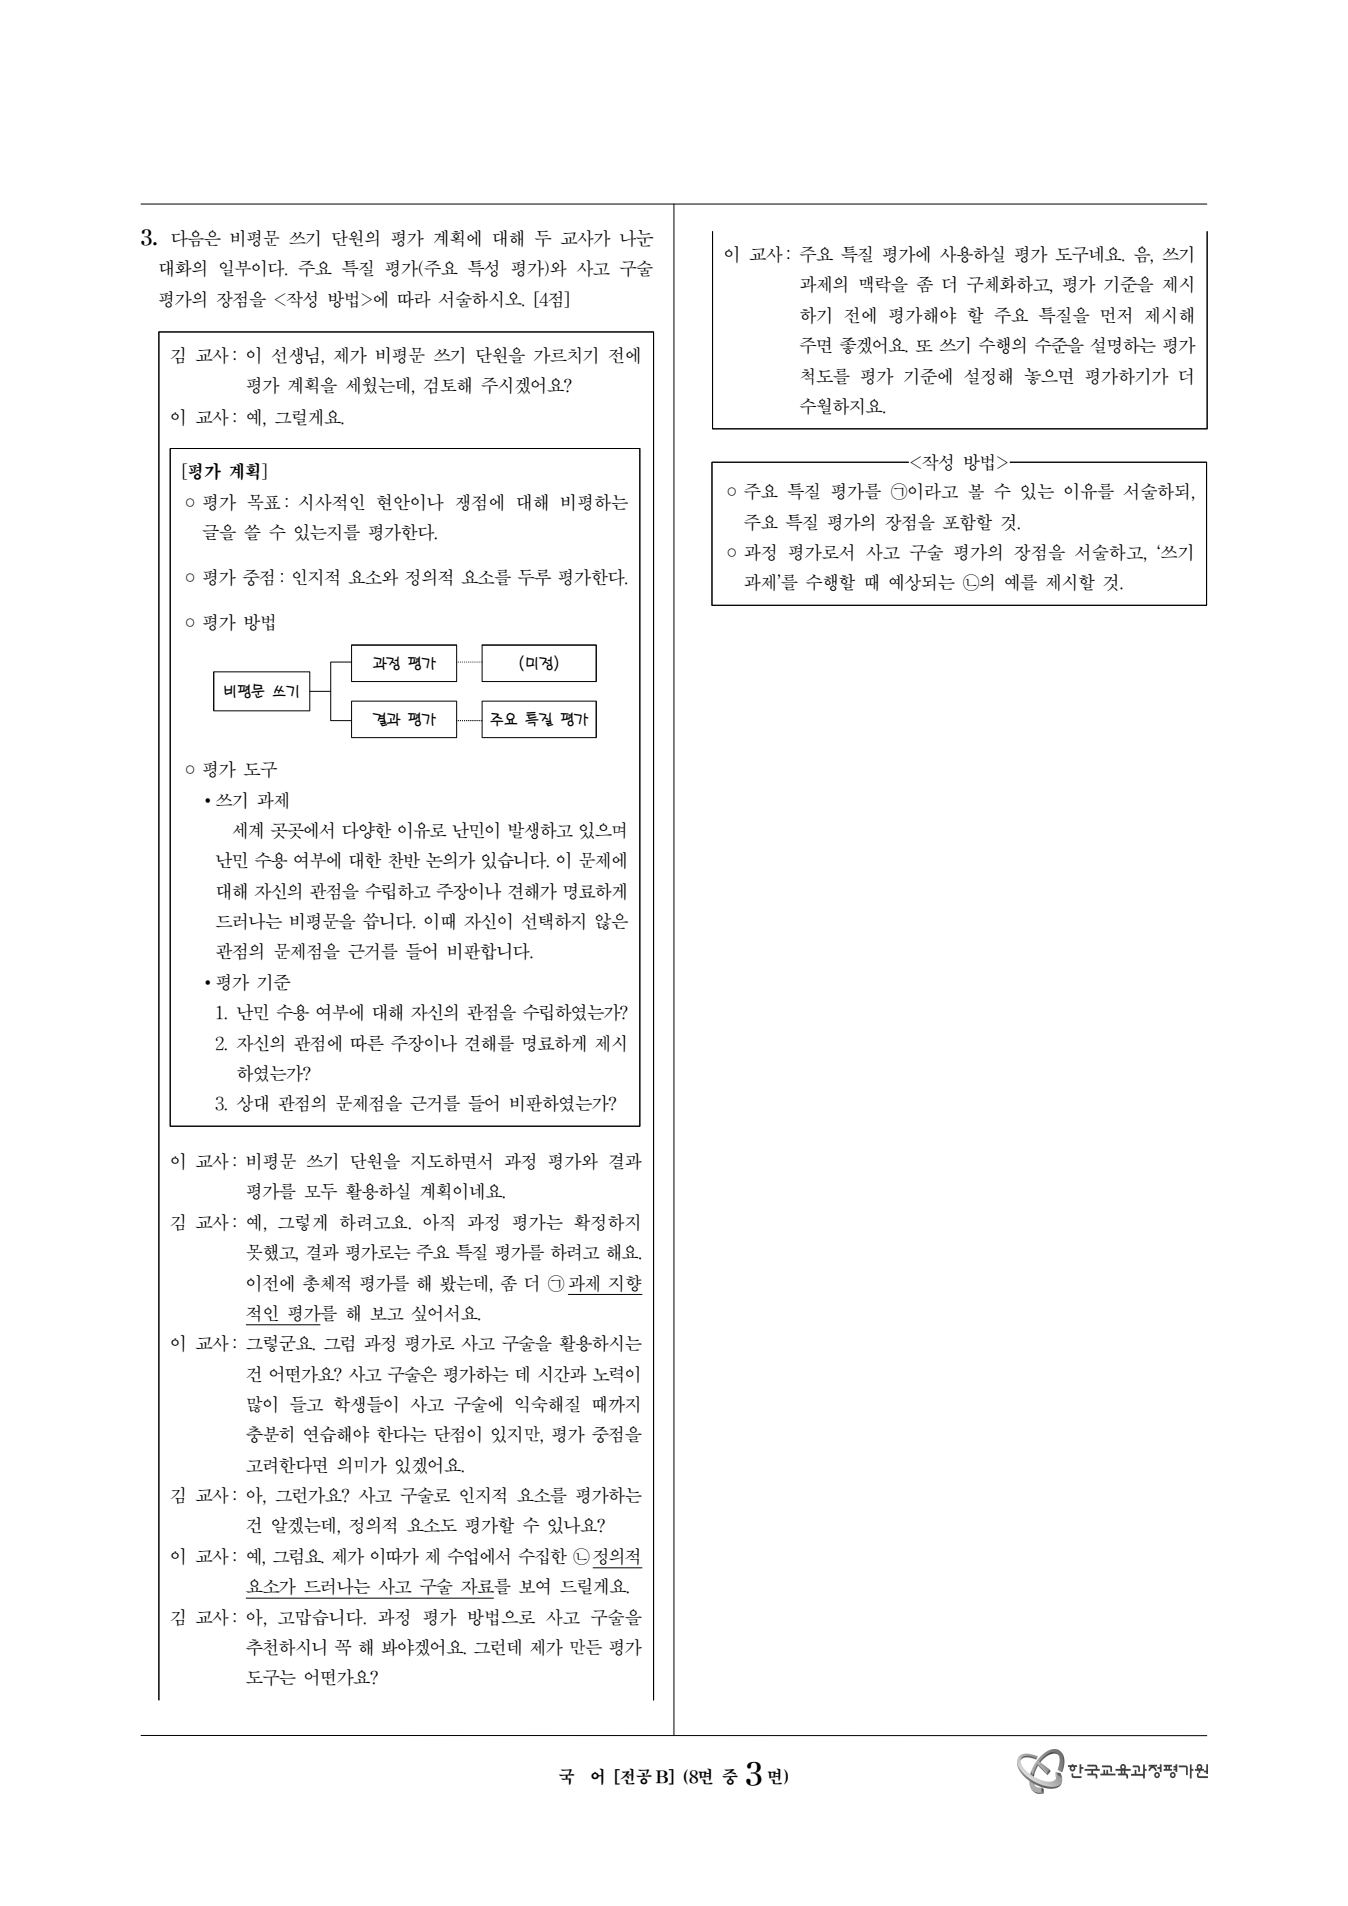 3. 다음은 비평문 쓰기 단원의 평가 계획에 대해 두 교사가 나눈
대화의 일부이다. 주요 특질 평가(주요 특성 평가)와 사고 구술
평가의 장점을 <작성 방법>에 따라 서술하시오. [4점]
김 교사: 이 선생님, 제가 비평문 쓰기 단원을 가르치기 전에
평가 계획을 세웠는데, 검토해 주시겠어요?
이 교사: 예, 그럴게요.
[평가 계획]
○ 평가 목표: 시사적인 현안이나 쟁점에 대해 비평하는
글을 쓸 수 있는지를 평가한다.
○ 평가 중점: 인지적 요소와 정의적 요소를 두루 평가한다.
○ 평가 방법
비평문 쓰기
과정 평가
(미정)
결과 평가
주요 특질 평가
○ 평가 도구
• 쓰기 과제
세계 곳곳에서 다양한 이유로 난민이 발생하고 있으며
난민 수용 여부에 대한 찬반 논의가 있습니다. 이 문제에
대해 자신의 관점을 수립하고 주장이나 견해가 명료하게
드러나는 비평문을 씁니다. 이때 자신이 선택하지 않은
관점의 문제점을 근거를 들어 비판합니다.
• 평가 기준
1. 난민 수용 여부에 대해 자신의 관점을 수립하였는가?
2. 자신의 관점에 따른 주장이나 견해를 명료하게 제시
하였는가?
3. 상대 관점의 문제점을 근거를 들어 비판하였는가?
이 교사: 비평문 쓰기 단원을 지도하면서 과정 평가와 결과
평가를 모두 활용하실 계획이네요.
김 교사: 예, 그렇게 하려고요. 아직 과정 평가는 확정하지
못했고, 결과 평가로는 주요 특질 평가를 하려고 해요.
이전에 총체적 평가를 해 봤는데, 좀 더 ㉠과제 지향
적인 평가를 해 보고 싶어서요.
이 교사: 그렇군요. 그럼 과정 평가로 사고 구술을 활용하시는
건 어떤가요? 사고 구술은 평가하는 데 시간과 노력이
많이 들고 학생들이 사고 구술에 익숙해질 때까지
충분히 연습해야 한다는 단점이 있지만, 평가 중점을
고려한다면 의미가 있겠어요.
김 교사: 아, 그런가요? 사고 구술로 인지적 요소를 평가하는
건 알겠는데, 정의적 요소도 평가할 수 있나요?
이 교사: 예, 그럼요. 제가 이따가 제 수업에서 수집한 ㉡정의적
요소가 드러나는 사고 구술 자료를 보여 드릴게요.
김 교사: 아, 고맙습니다. 과정 평가 방법으로 사고 구술을
추천하시니 꼭 해 봐야겠어요. 그런데 제가 만든 평가
도구는 어떤가요?
이 교사: 주요 특질 평가에 사용하실 평가 도구네요. 음, 쓰기
과제의 맥락을 좀 더 구체화하고, 평가 기준을 제시
하기 전에 평가해야 할 주요 특질을 먼저 제시해
주면 좋겠어요. 또 쓰기 수행의 수준을 설명하는 평가
척도를 평가 기준에 설정해 놓으면 평가하기가 더
수월하지요.
<작성 방법>
○ 주요 특질 평가를 ㉠이라고 볼 수 있는 이유를 서술하되,
주요 특질 평가의 장점을 포함할 것.
○ 과정 평가로서 사고 구술 평가의 장점을 서술하고, ‘쓰기
과제’를 수행할 때 예상되는 ㉡의 예를 제시할 것.
국 어 [전공 B] (8면 중 3 면)
한국교육과정평가원